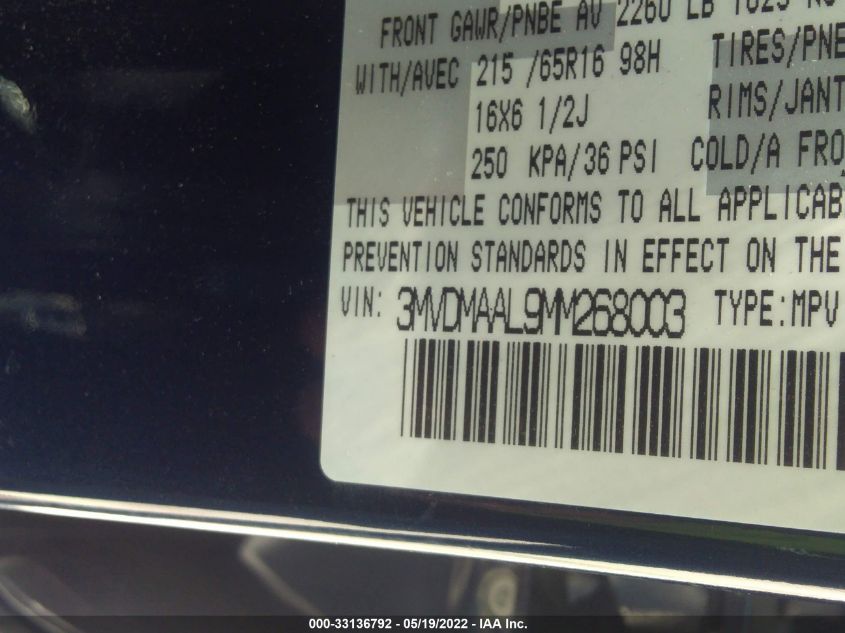 FRONT GAWR/PNBE AV 2260 LB
WITH/AVEC 215 /65R16 98H TIRES/PNE
16X6 1/2J RIMS/JANT
250 KPA/36 PSI COLD/A FRO
THIS VEHICLE CONFORMS TO ALL APPLICAB
PREVENTION STANDARDS IN EFFECT ON THE
VIN: 3MVDMAAL9MM268003 TYPE:MPV
000-33136792 - 05/19/2022 - IAA Inc.